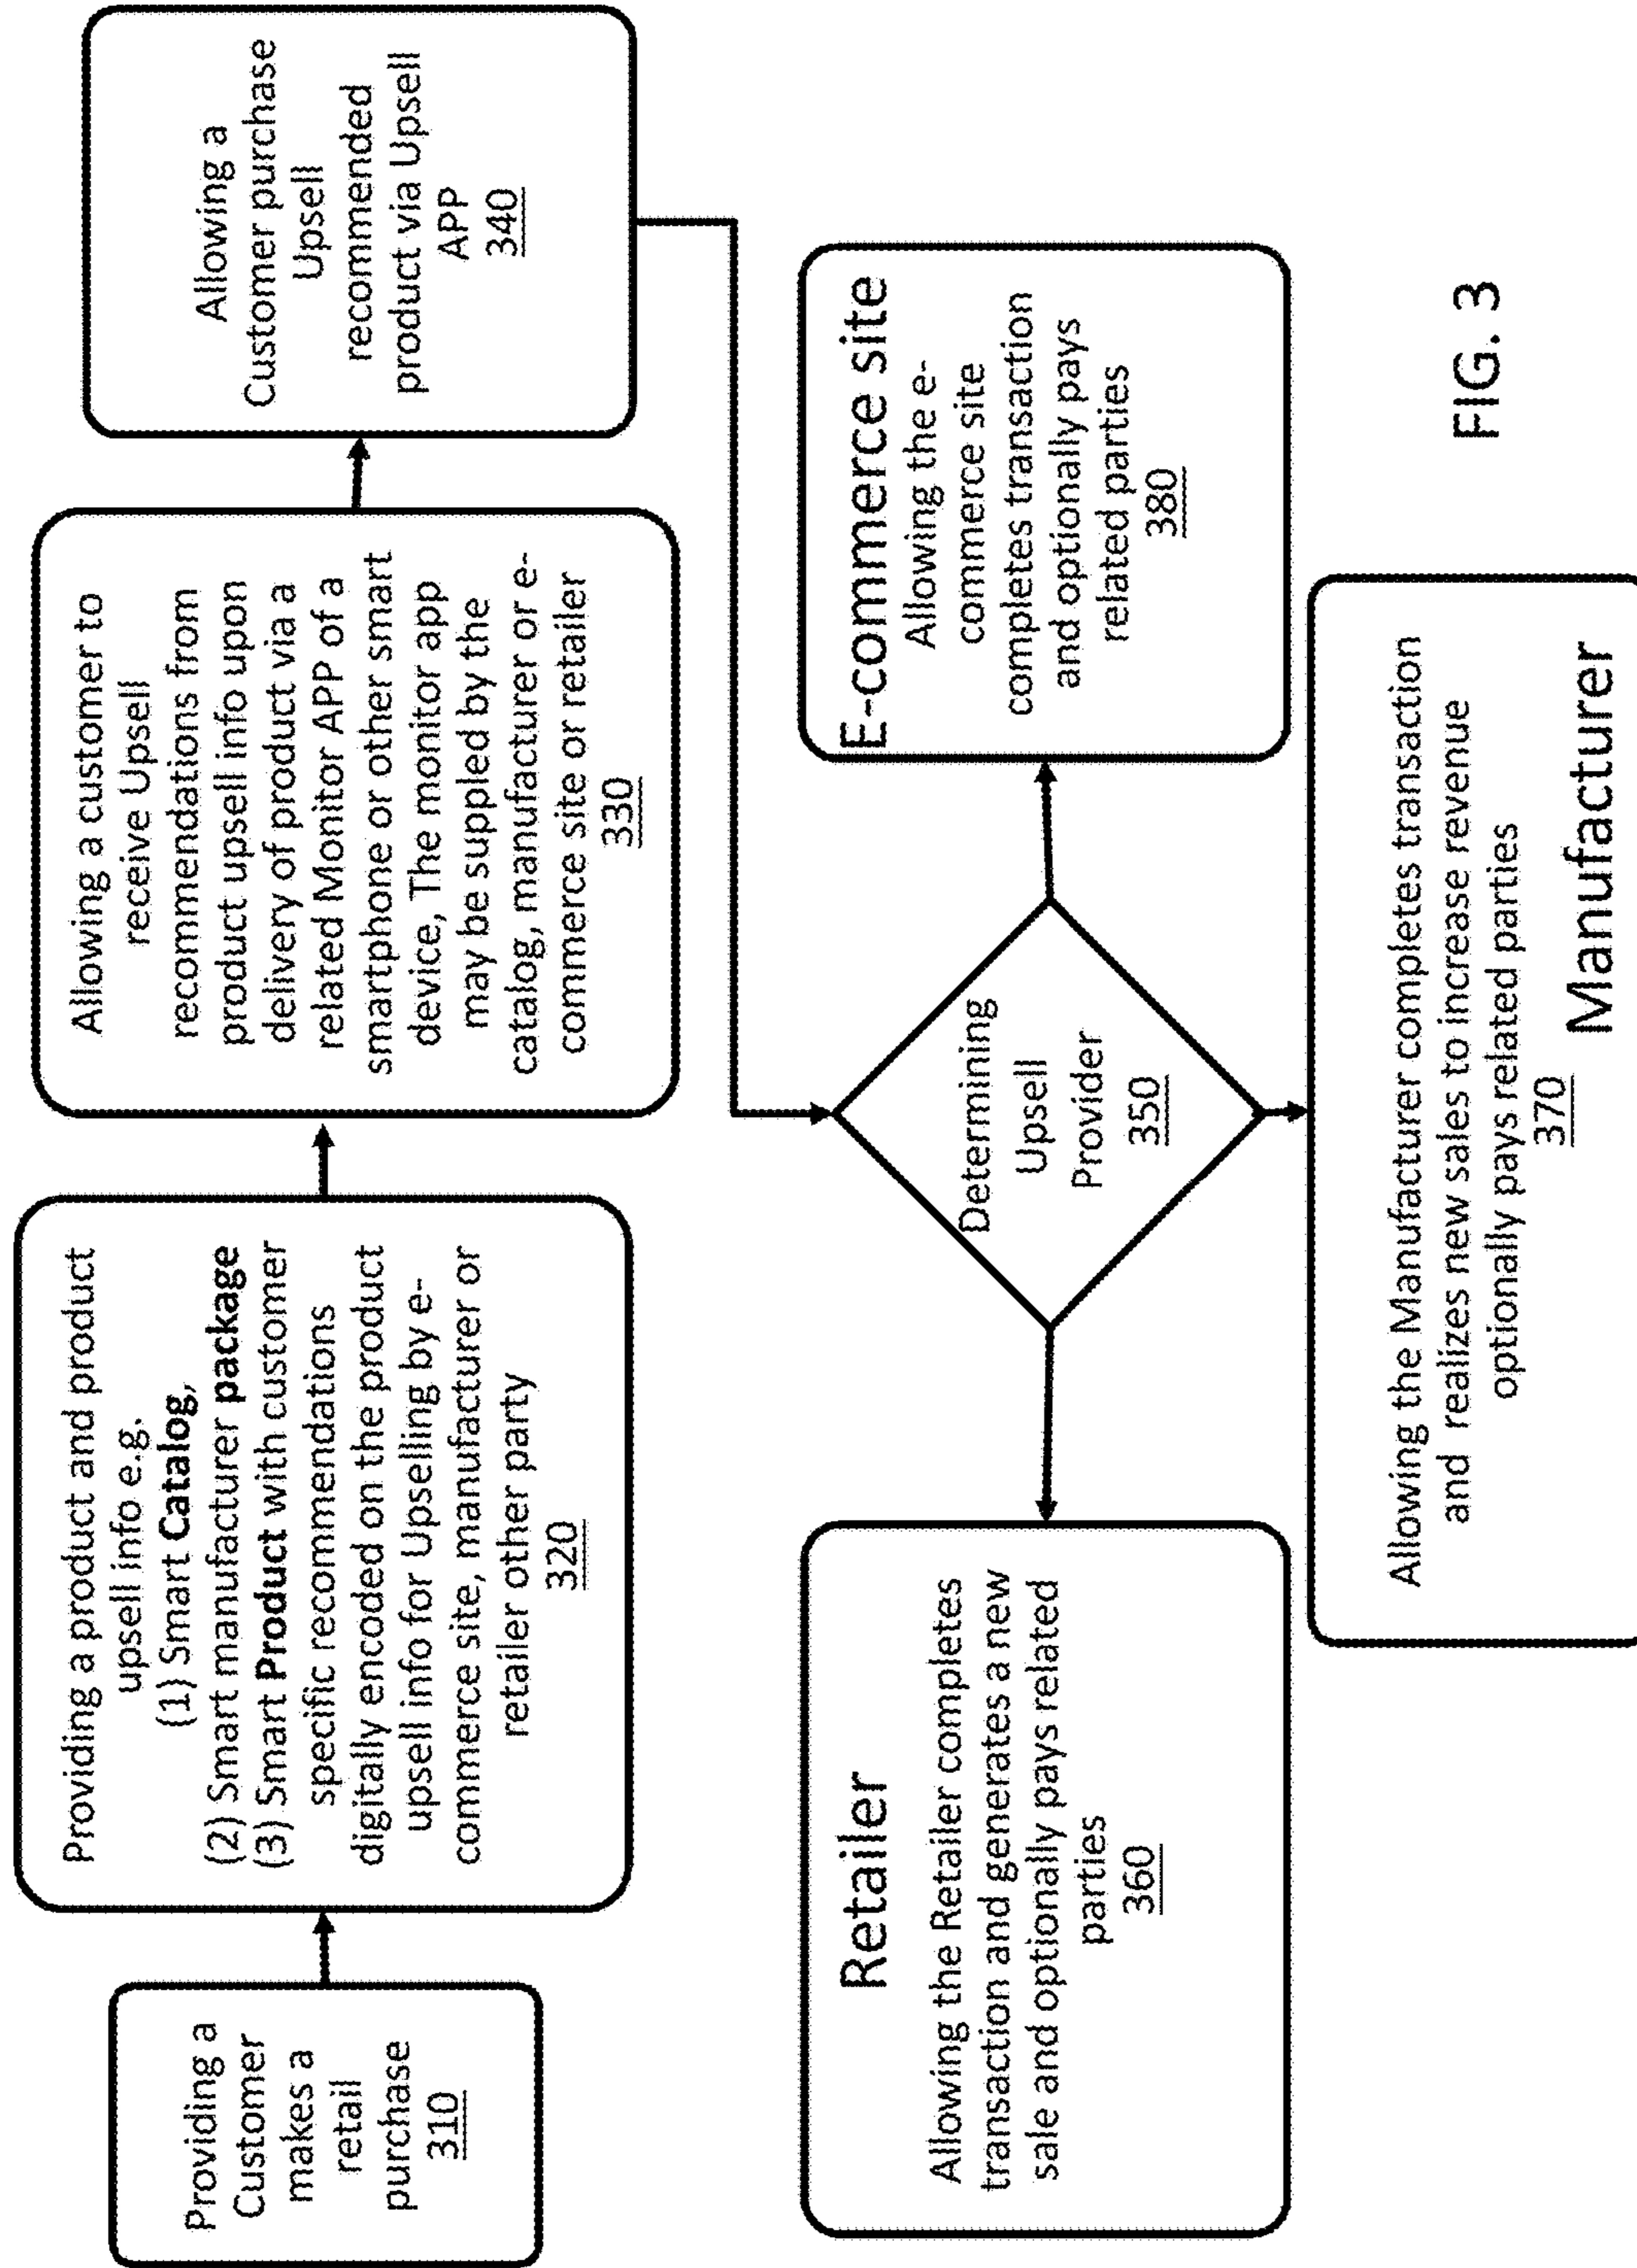 Providing a
Customer
makes a
retail
purchase
310
Providing a product and product
upsell info e.g.
(1) Smart Catalog,
(2) Smart manufacturer package
(3) Smart Product with customer
specific recommendations
digitally encoded on the product
upsell info for Upselling by e-
commerce site, manufacturer or
retailer other party
320
Allowing a customer to
receive Upsell
recommendations from
product upsell info upon
delivery of product via a
related Monitor APP of a
smartphone or other smart
device, The monitor app
may be supplied by the
catalog, manufacturer or e-
commerce site or retailer
330
Allowing a
Customer purchase
Upsell
recommended
product via Upsell
APP
340
Determining
Upsell
Provider
350
Retailer
Allowing the Retailer completes
transaction and generates a new
sale and optionally pays related
parties
360
E-commerce site
Allowing the e-
commerce site
completes transaction
and optionally pays
related parties
380
Allowing the Manufacturer completes transaction
and realizes new sales to increase revenue
optionally pays related parties
370
Manufacturer
FIG. 3